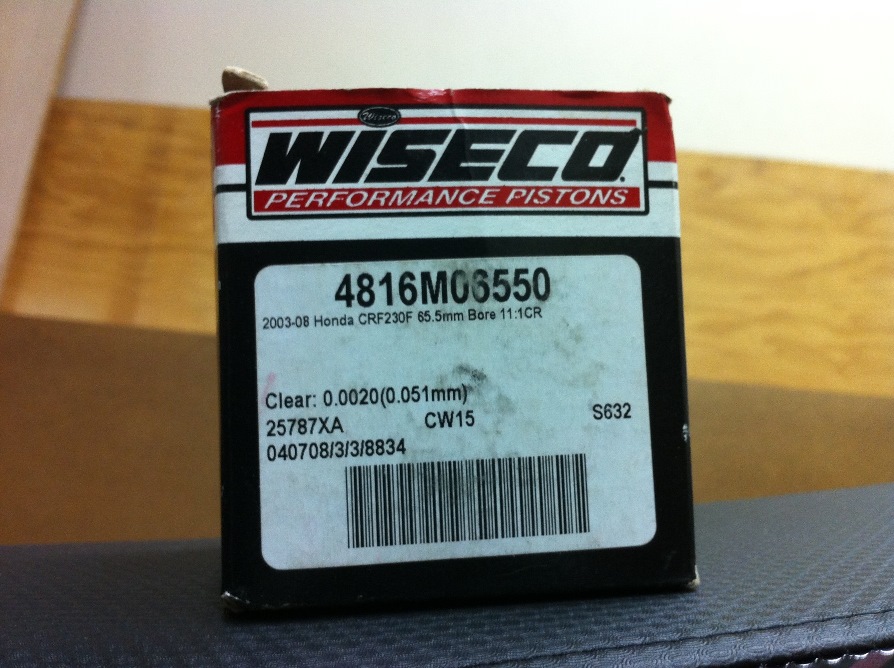 Wiseco
WISECO
PERFORMANCE PISTONS
4816M06550
2003-08 Honda CRF230F 65.5mm Bore 11:1CR
Clear: 0.0020(0.051mm)
25787XA CW15 S632
040708/3/3/8834